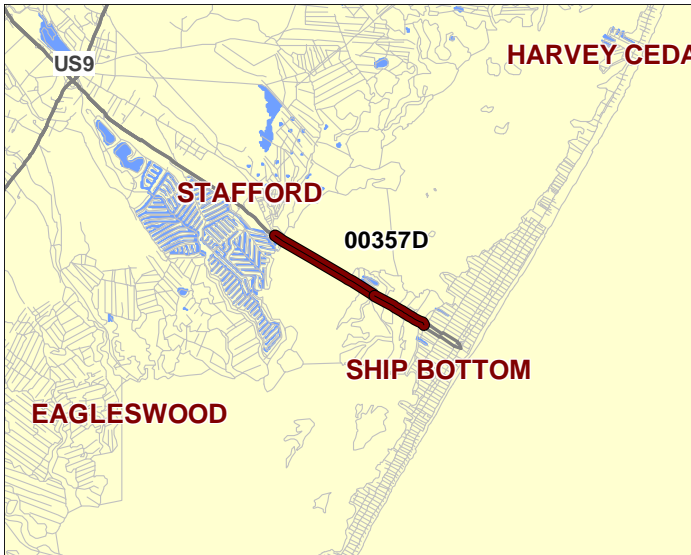 HARVEY CEDA
US9
STAFFORD
00357D
SHIP BOTTOM
EAGLESWOOD